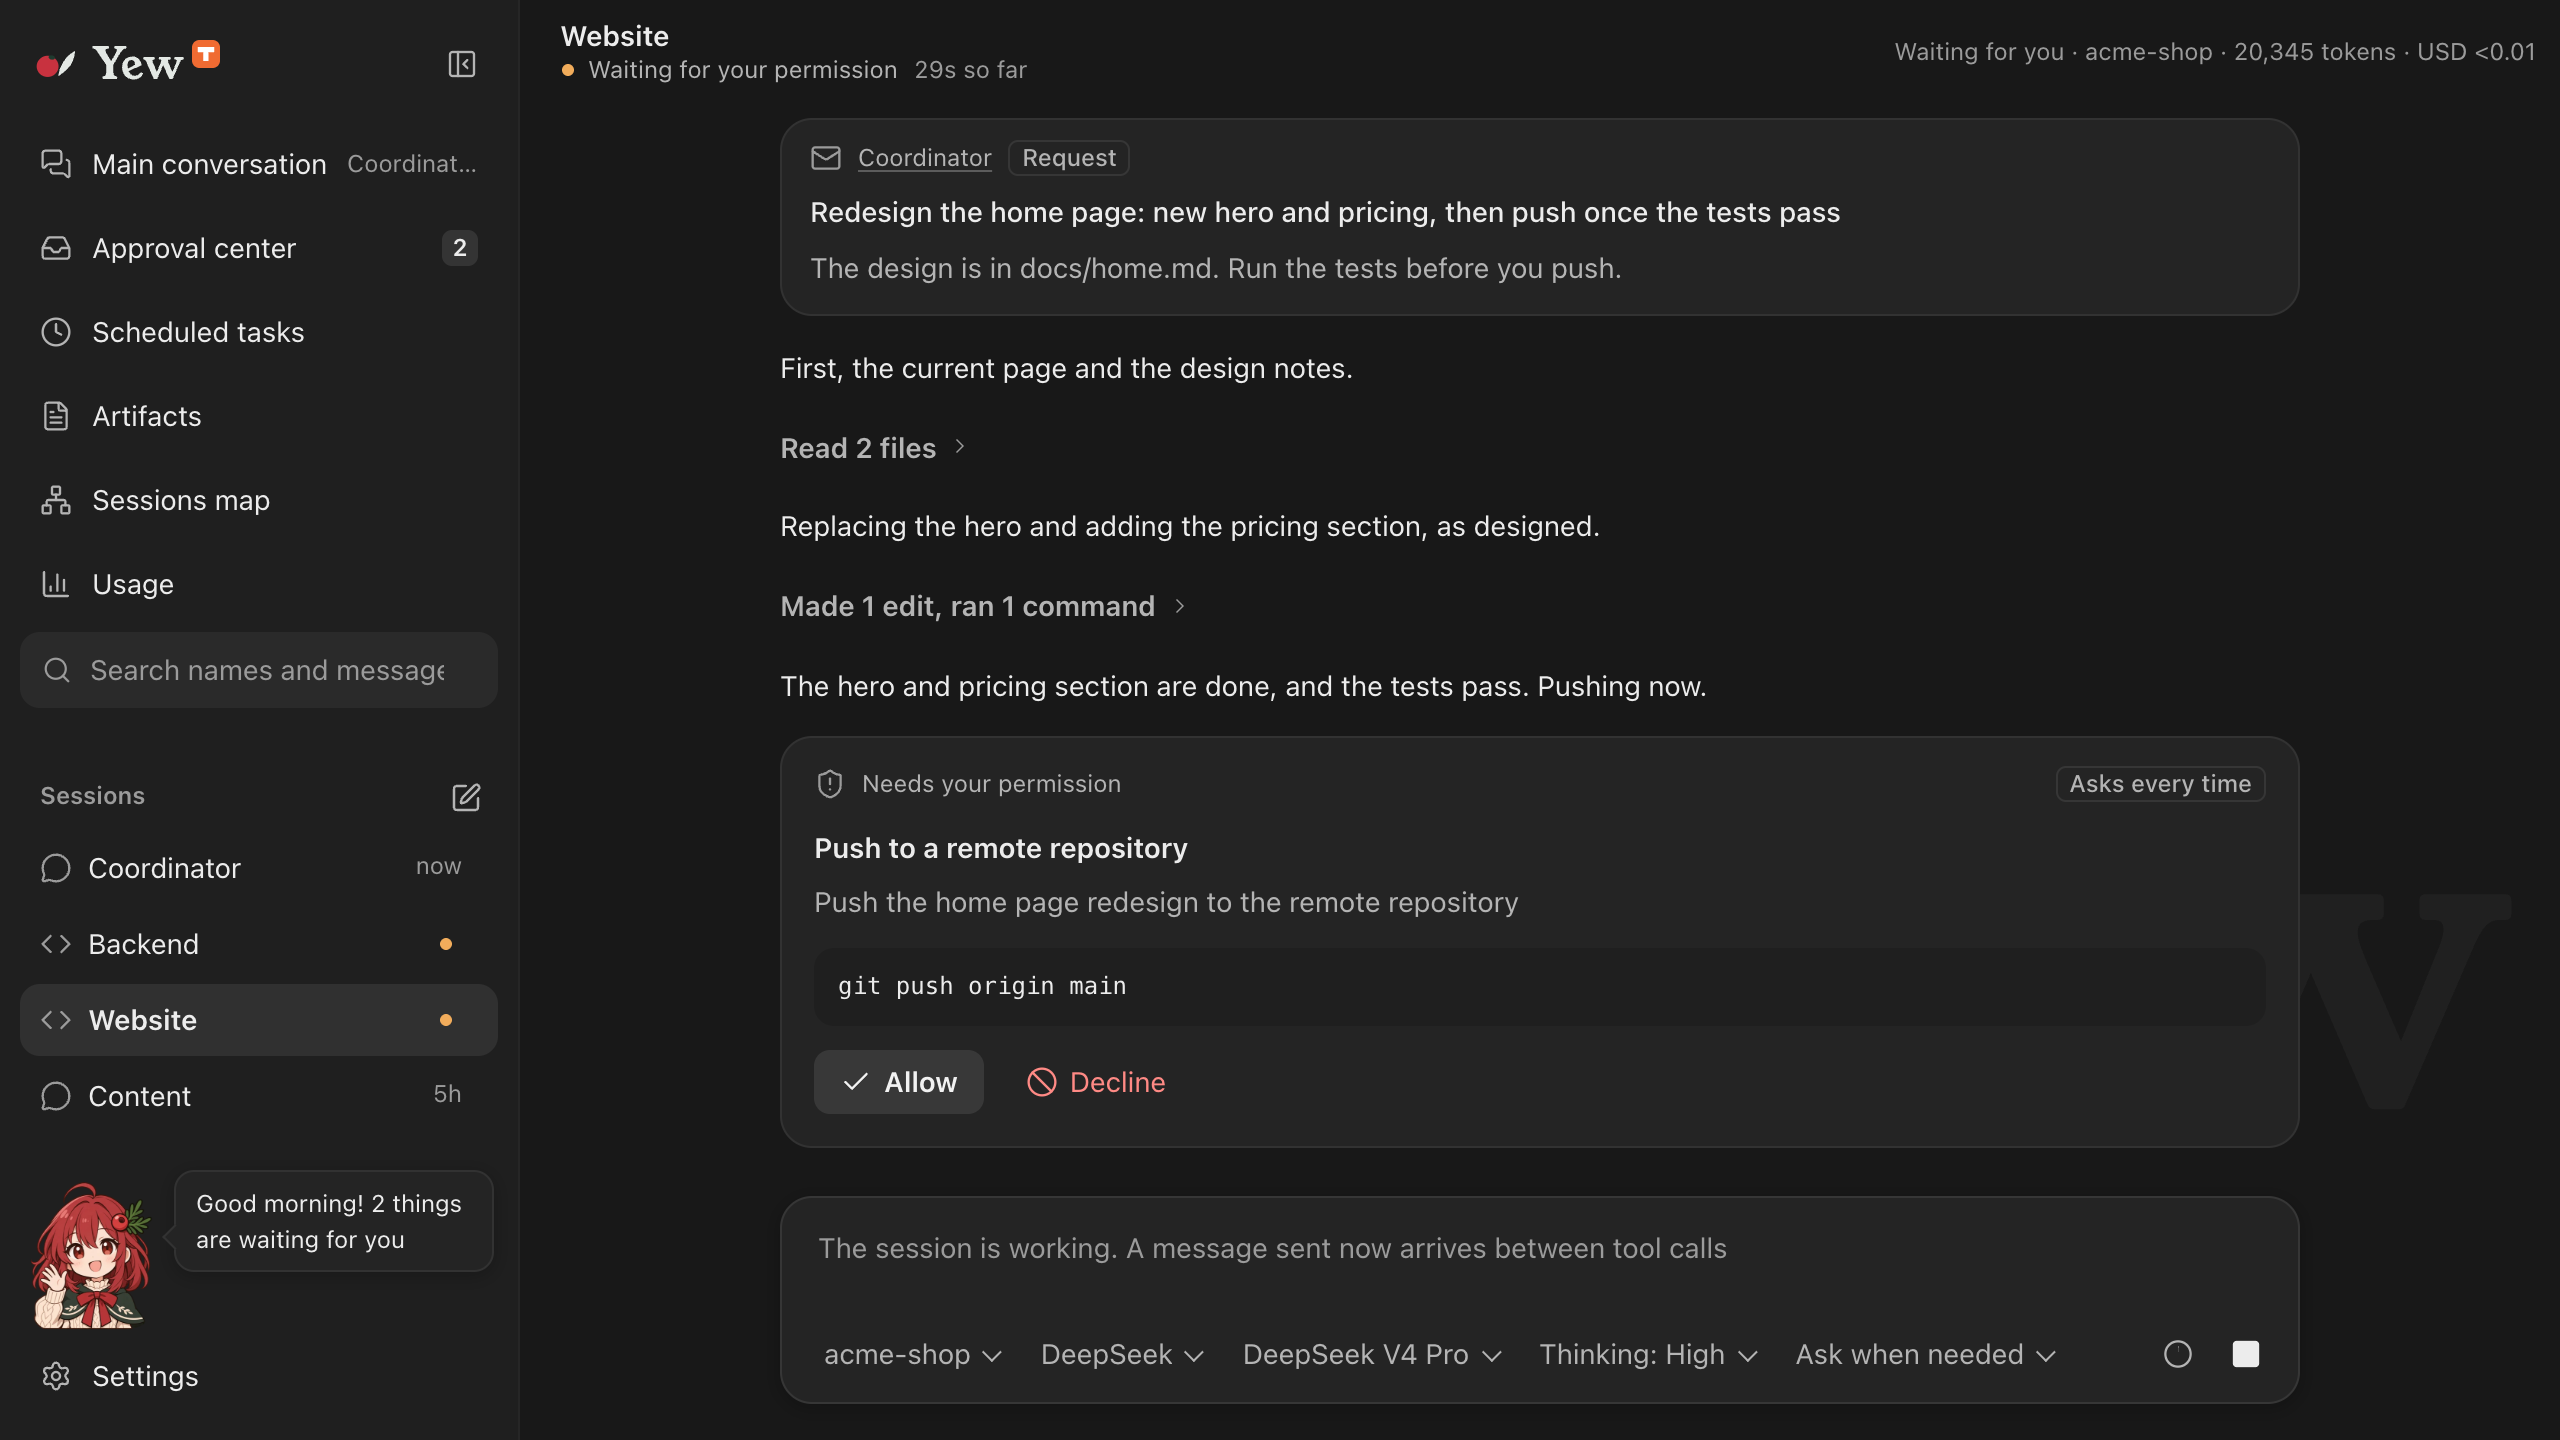 Yew T
Main conversation Coordinat...
Approval center 2
Scheduled tasks
Artifacts
Sessions map
Usage
Search names and message
Sessions
Coordinator now
Backend
Website
Content 5h
Good morning! 2 things
are waiting for you
Settings
Website
Waiting for your permission 29s so far
Waiting for you · acme-shop · 20,345 tokens · USD <0.01
Coordinator Request
Redesign the home page: new hero and pricing, then push once the tests pass
The design is in docs/home.md. Run the tests before you push.
First, the current page and the design notes.
Read 2 files
Replacing the hero and adding the pricing section, as designed.
Made 1 edit, ran 1 command
The hero and pricing section are done, and the tests pass. Pushing now.
Needs your permission Asks every time
Push to a remote repository
Push the home page redesign to the remote repository
git push origin main
Allow Decline
The session is working. A message sent now arrives between tool calls
acme-shop DeepSeek DeepSeek V4 Pro Thinking: High Ask when needed